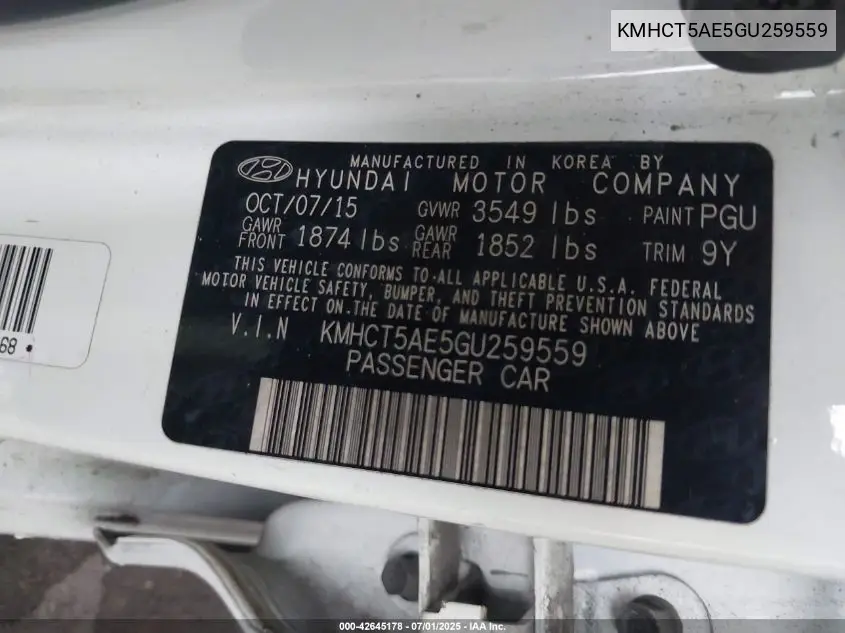 KMHCT5AE5GU259559
MANUFACTURED IN KOREA BY
HYUNDAI MOTOR COMPANY
OCT/07/15 GVWR 3549 lbs PAINT PGU
GAWR FRONT 1874 lbs GAWR REAR 1852 lbs TRIM 9Y
THIS VEHICLE CONFORMS TO ALL APPLICABLE U.S.A. FEDERAL
MOTOR VEHICLE SAFETY, BUMPER, AND THEFT PREVENTION STANDARDS
IN EFFECT ON THE DATE OF MANUFACTURE SHOWN ABOVE
V.I.N KMHCT5AE5GU259559
PASSENGER CAR
68
000-42645178 - 07/01/2025 - IAA Inc.